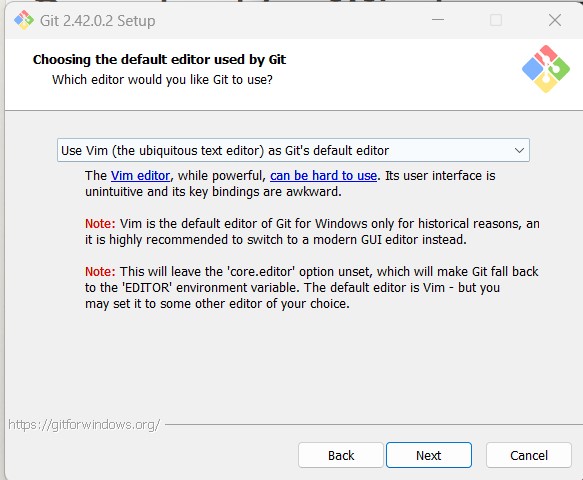 Git 2.42.0.2 Setup
Choosing the default editor used by Git
Which editor would you like Git to use?
Use Vim (the ubiquitous text editor) as Git's default editor
The Vim editor, while powerful, can be hard to use. Its user interface is
unintuitive and its key bindings are awkward.
Note: Vim is the default editor of Git for Windows only for historical reasons, an
it is highly recommended to switch to a modern GUI editor instead.
Note: This will leave the 'core.editor' option unset, which will make Git fall back
to the 'EDITOR' environment variable. The default editor is Vim - but you
may set it to some other editor of your choice.
https://gitforwindows.org/
Back
Next
Cancel